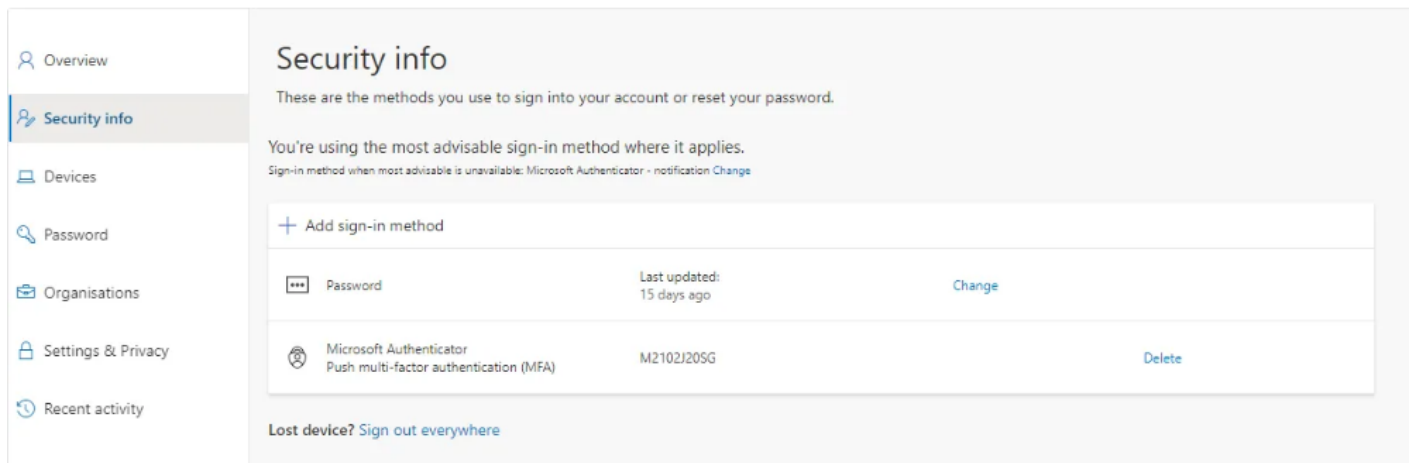 Overview
Security info
Devices
Password
Organisations
Settings & Privacy
Recent activity
Security info
These are the methods you use to sign into your account or reset your password.
You're using the most advisable sign-in method where it applies.
Sign-in method when most advisable is unavailable: Microsoft Authenticator - notification Change
Add sign-in method
Password
Last updated:
15 days ago
Change
Microsoft Authenticator
Push multi-factor authentication (MFA)
M2102J20SG
Delete
Lost device? Sign out everywhere